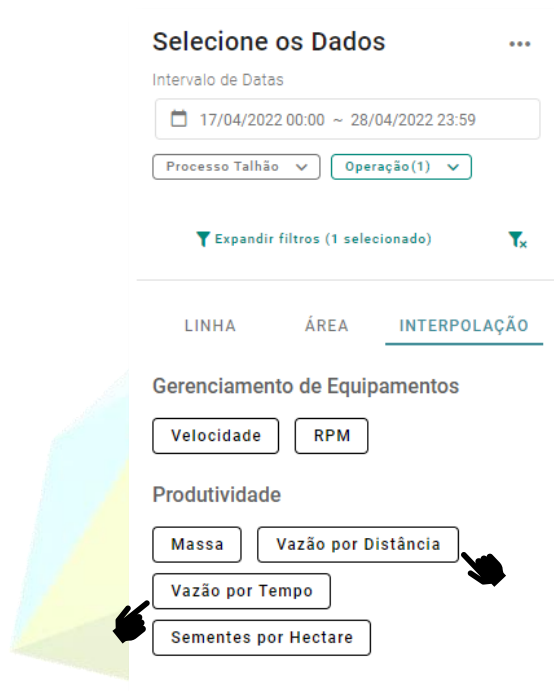 Selecione os Dados
Intervalo de Datas
17/04/2022 00:00 ~ 28/04/2022 23:59
Processo Talhão Operação(1)
Expandir filtros (1 selecionado)
LINHA ÁREA INTERPOLAÇÃO
Gerenciamento de Equipamentos
Velocidade RPM
Produtividade
Massa Vazão por Distância
Vazão por Tempo
Sementes por Hectare